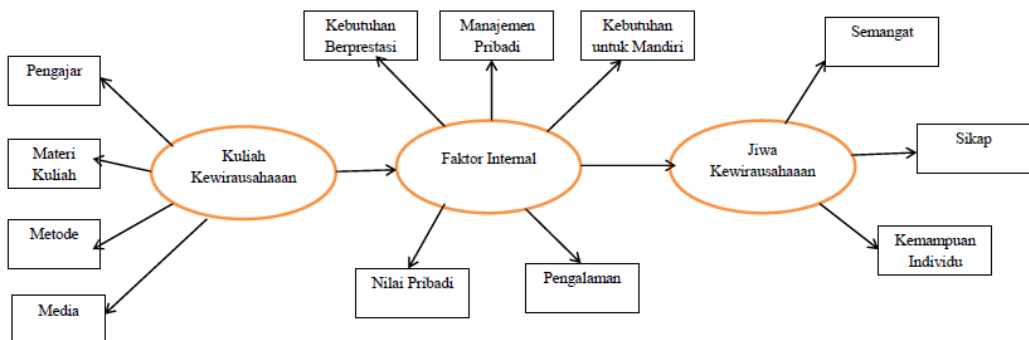 Kebutuhan
Berprestasi
Manajemen
Pribadi
Kebutuhan
untuk Mandiri
Semangat
Pengajar
Materi
Kuliah
Kuliah
Kewirausahaaan
Faktor Internal
Jiwa
Kewirausahaaan
Sikap
Metode
Kemampuan
Individu
Media
Nilai Pribadi
Pengalaman